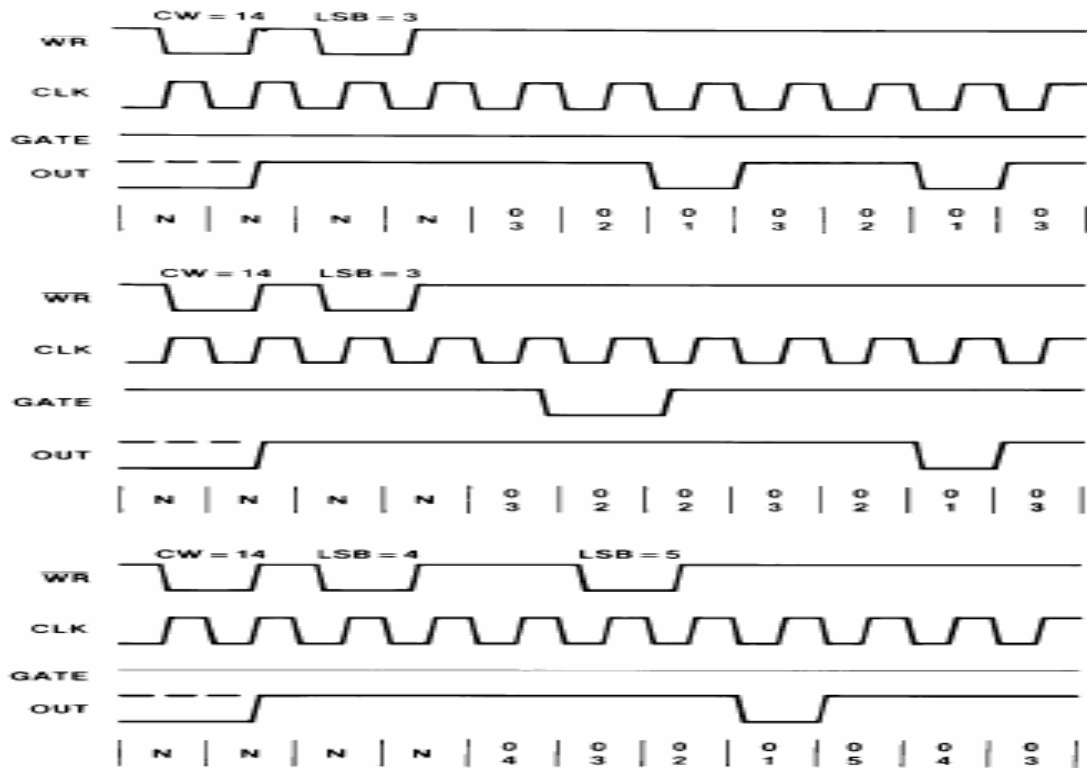 CW = 14 LSB = 3
WR
CLK
GATE
OUT
N N N N 0 0 0 0 0 0 0
3 2 1 3 2 1 3
CW = 14 LSB = 3
WR
CLK
GATE
OUT
N N N N 0 0 0 0 0 0 0
3 2 2 3 2 1 3
CW = 14 LSB = 4 LSB = 5
WR
CLK
GATE
OUT
N N N N 0 0 0 0 0 0 0
4 3 2 1 5 4 3